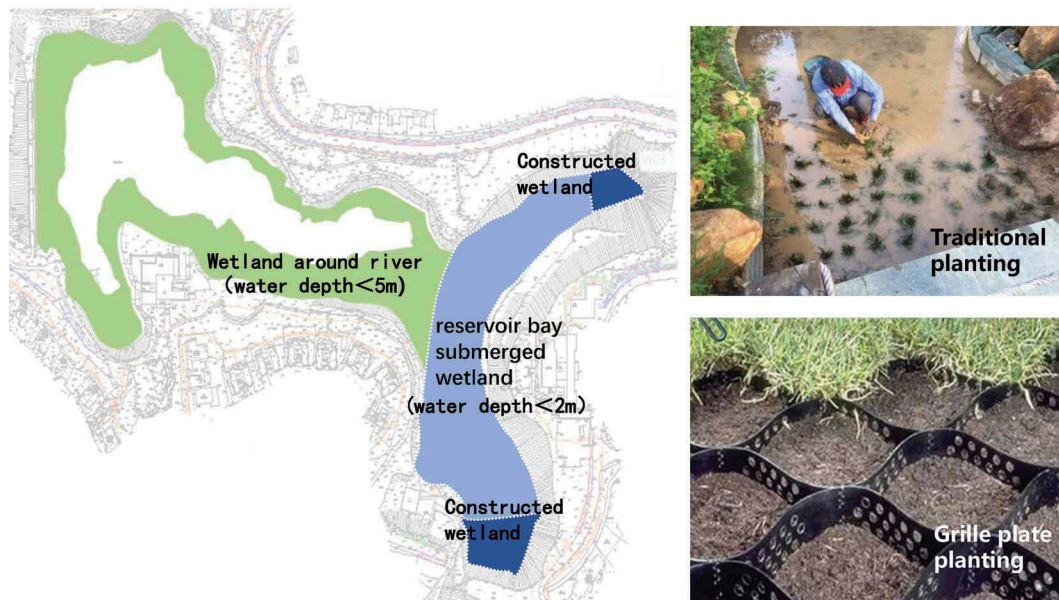 Constructed
wetland
Wetland around river
(water depth<5m)
reservoir bay
submerged
wetland
(water depth<2m)
Constructed
wetland
Traditional
planting
Grille plate
planting